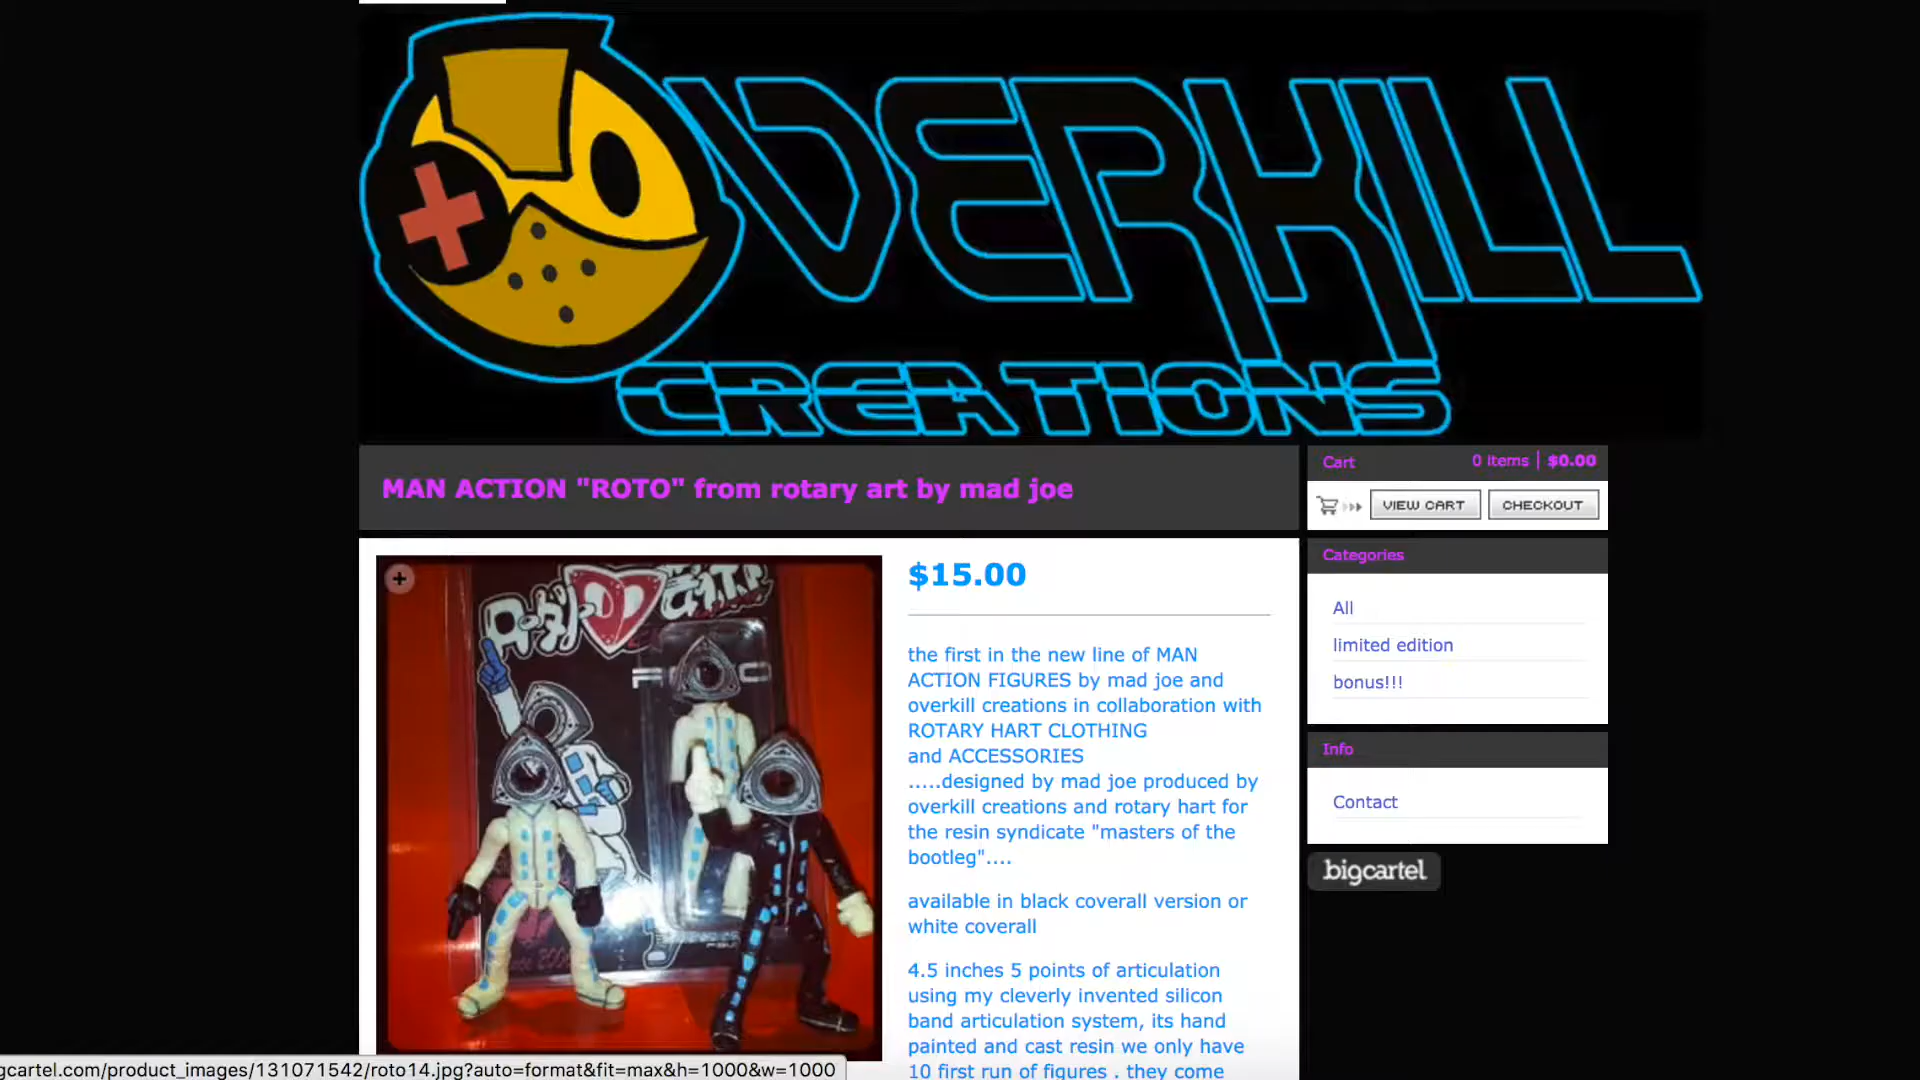 OVERKILL
CREATIONS
MAN ACTION "ROTO" from rotary art by mad joe
Cart
0 items | $0.00
VIEW CART
CHECKOUT
$15.00
the first in the new line of MAN
ACTION FIGURES by mad joe and
overkill creations in collaboration with
ROTARY HART CLOTHING
and ACCESSORIES
.....designed by mad joe produced by
overkill creations and rotary hart for
the resin syndicate "masters of the
bootleg"....
available in black coverall version or
white coverall
4.5 inches 5 points of articulation
using my cleverly invented silicon
band articulation system, its hand
painted and cast resin we only have
10 first run of figures . they come
Categories
All
limited edition
bonus!!!
Info
Contact
bigcartel
gcartel.com/product_images/131071542/roto14.jpg?auto=format&fit=max&h=1000&w=1000